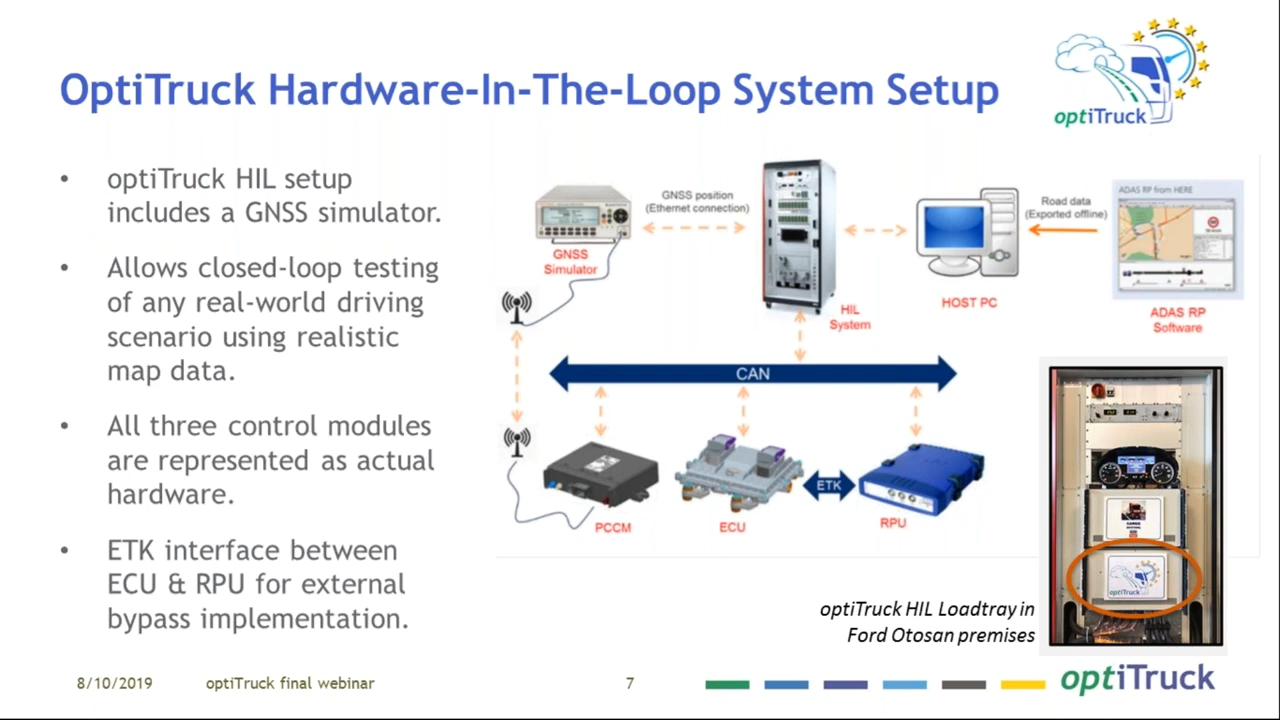 OptiTruck Hardware-In-The-Loop System Setup
optiTruck
• optiTruck HIL setup
includes a GNSS simulator.
• Allows closed-loop testing
of any real-world driving
scenario using realistic
map data.
• All three control modules
are represented as actual
hardware.
• ETK interface between
ECU & RPU for external
bypass implementation.
GNSS position
(Ethernet connection)
GNSS
Simulator
HIL
System
HOST PC
Road data
(Exported offline)
ADAS RP from HERE
ADAS RP
Software
CAN
ETK
PCCM
ECU
RPU
optiTruck
optiTruck HIL Loadtray in
Ford Otosan premises
8/10/2019
optiTruck final webinar
7
optiTruck